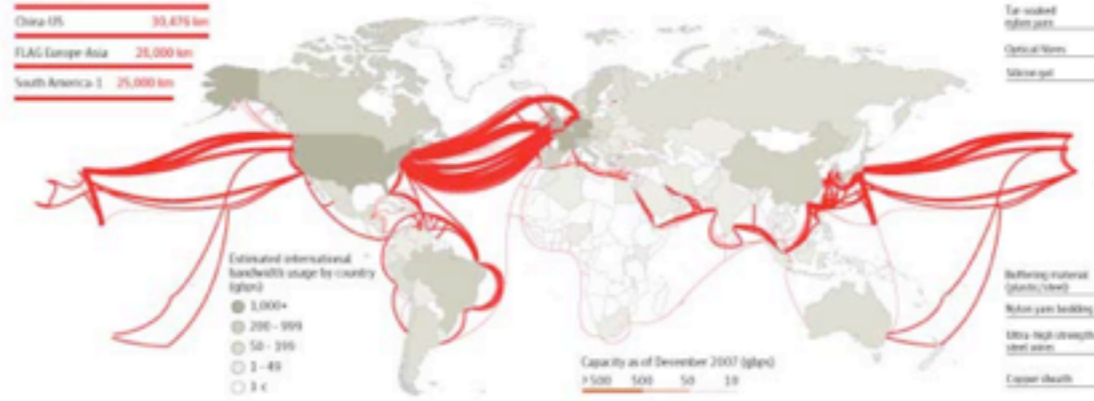 China-US 30,476 km
FLAG Europe-Asia 28,000 km
South America-1 25,000 km
Tar-soaked
nylon yarn
Optical fibres
Silicone gel
Estimated international
bandwidth usage by country
(gbps)
1,000+
200 - 999
50 - 199
1 - 49
1 <
Capacity as of December 2007 (gbps)
>500 500 50 10
Buffering material
(plastic/steel)
Nylon yarn bedding
Ultra-high strength
steel wires
Copper sheath